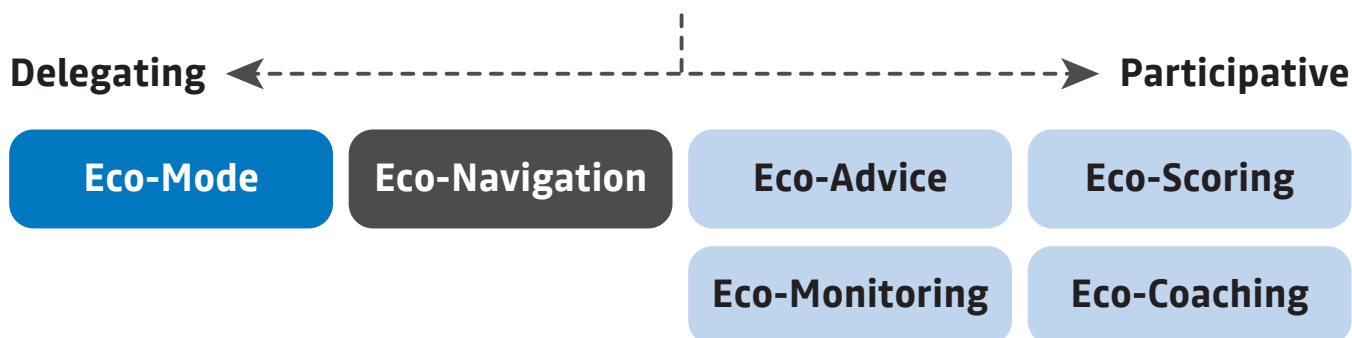 Delegating Participative
Eco-Mode Eco-Navigation Eco-Advice Eco-Scoring
Eco-Monitoring Eco-Coaching